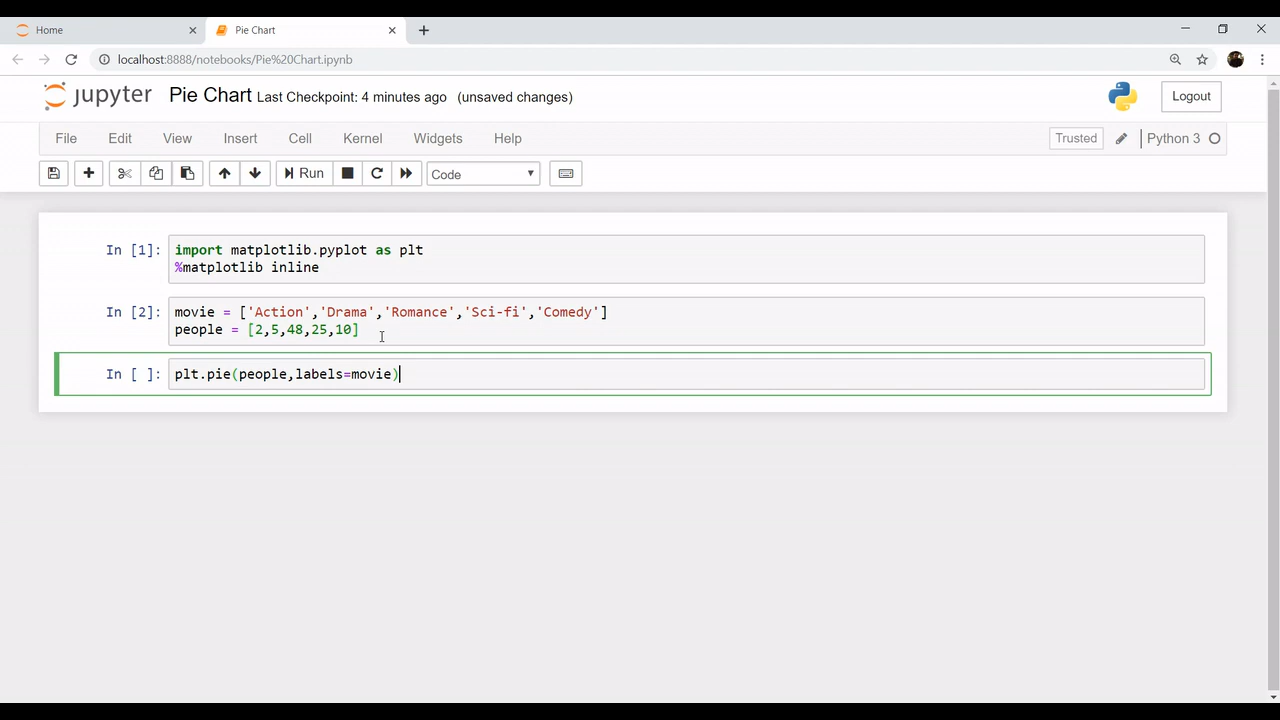 Home
Pie Chart
localhost:8888/notebooks/Pie%20Chart.ipynb
jupyter Pie Chart Last Checkpoint: 4 minutes ago (unsaved changes)
Logout
File Edit View Insert Cell Kernel Widgets Help
Trusted
Python 3
Run
Code
In [1]: import matplotlib.pyplot as plt
%matplotlib inline
In [2]: movie = ['Action','Drama','Romance','Sci-fi','Comedy']
people = [2,5,48,25,10]
In [ ]: plt.pie(people,labels=movie)